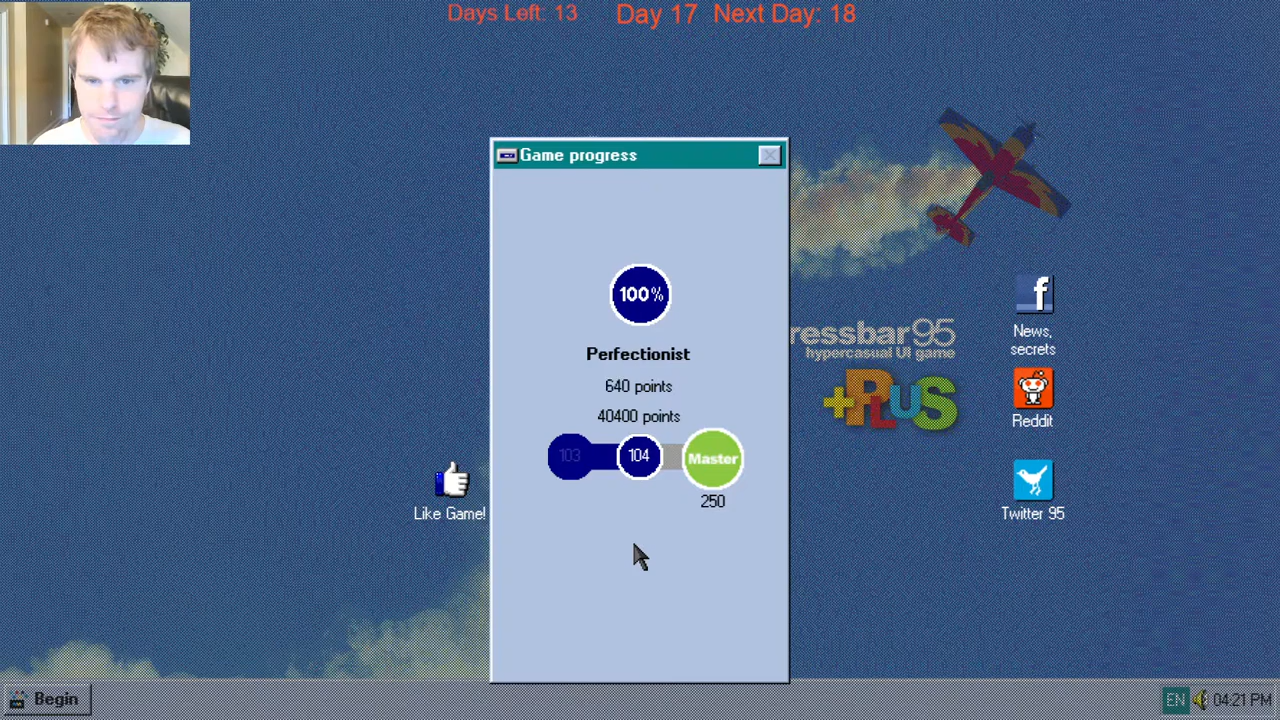 Days Left: 13
Day 17 Next Day: 18
Game progress
100%
Perfectionist
640 points
40400 points
103
104
Master
250
ressbar95
hypercasual UI game
+PLUS
f
News,
secrets
Reddit
Twitter 95
Like Game!
Begin
EN
04:21 PM